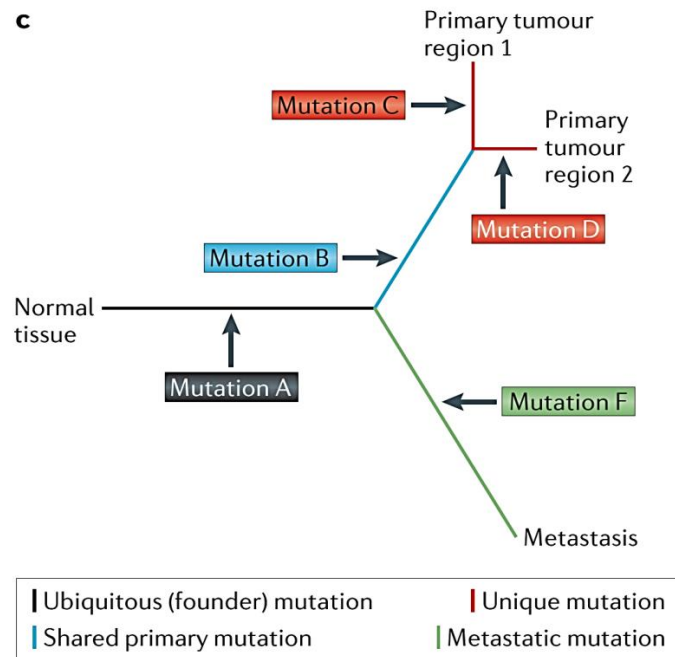 c
Primary tumour
region 1
Mutation C
Primary
tumour
region 2
Mutation D
Mutation B
Normal
tissue
Mutation A
Mutation F
Metastasis
Ubiquitous (founder) mutation
Unique mutation
Shared primary mutation
Metastatic mutation